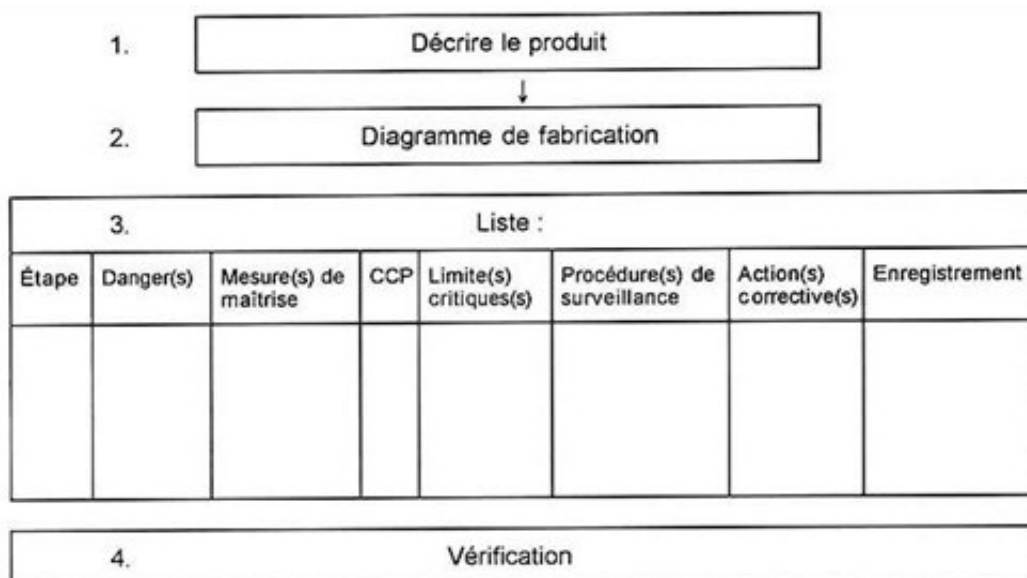 1. Décrire le produit
↓
2. Diagramme de fabrication
3. Liste :
Étape Danger(s) Mesure(s) de maîtrise CCP Limite(s) critiques(s) Procédure(s) de surveillance Action(s) corrective(s) Enregistrement
4. Vérification